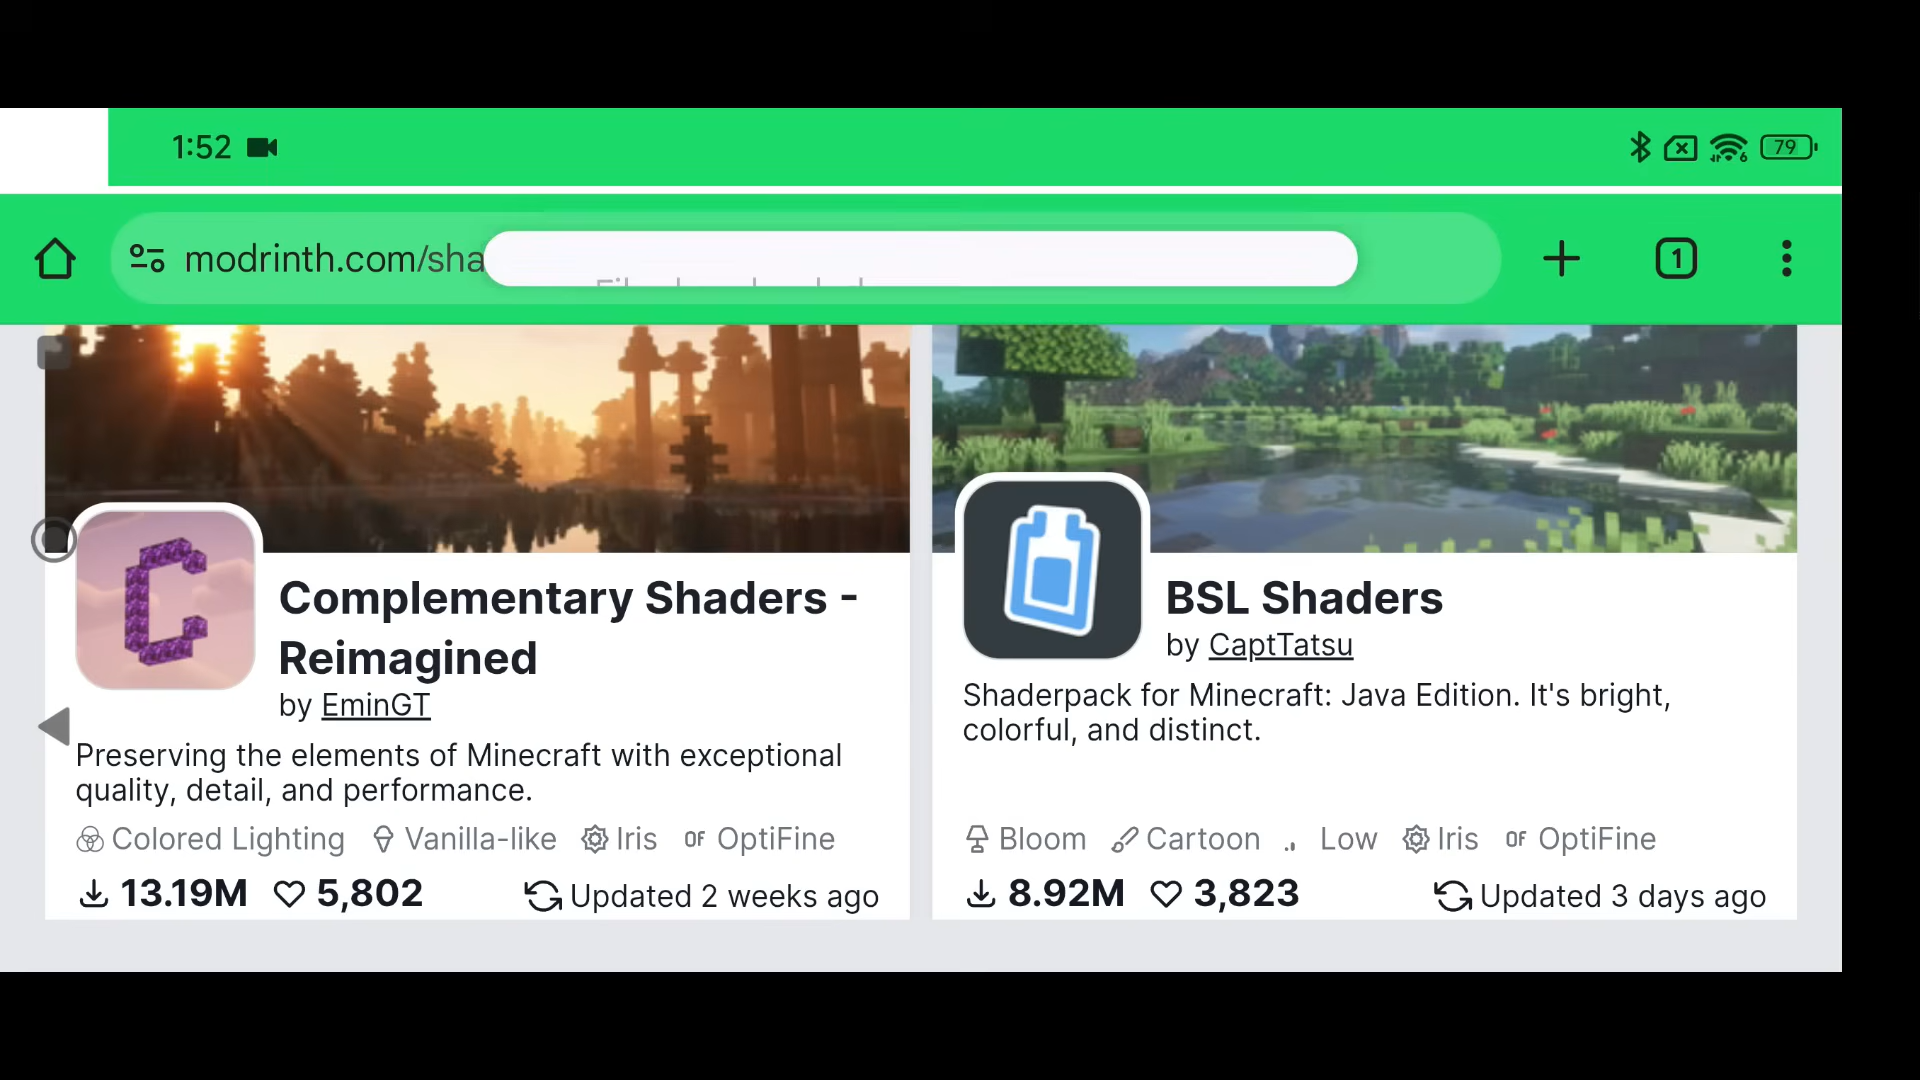 1:52
79
modrinth.com/sha
1
Complementary Shaders -
Reimagined
by EminGT
Preserving the elements of Minecraft with exceptional
quality, detail, and performance.
Colored Lighting Vanilla-like Iris OF OptiFine
13.19M 5,802 Updated 2 weeks ago
BSL Shaders
by CaptTatsu
Shaderpack for Minecraft: Java Edition. It's bright,
colorful, and distinct.
Bloom Cartoon Low Iris OF OptiFine
8.92M 3,823 Updated 3 days ago